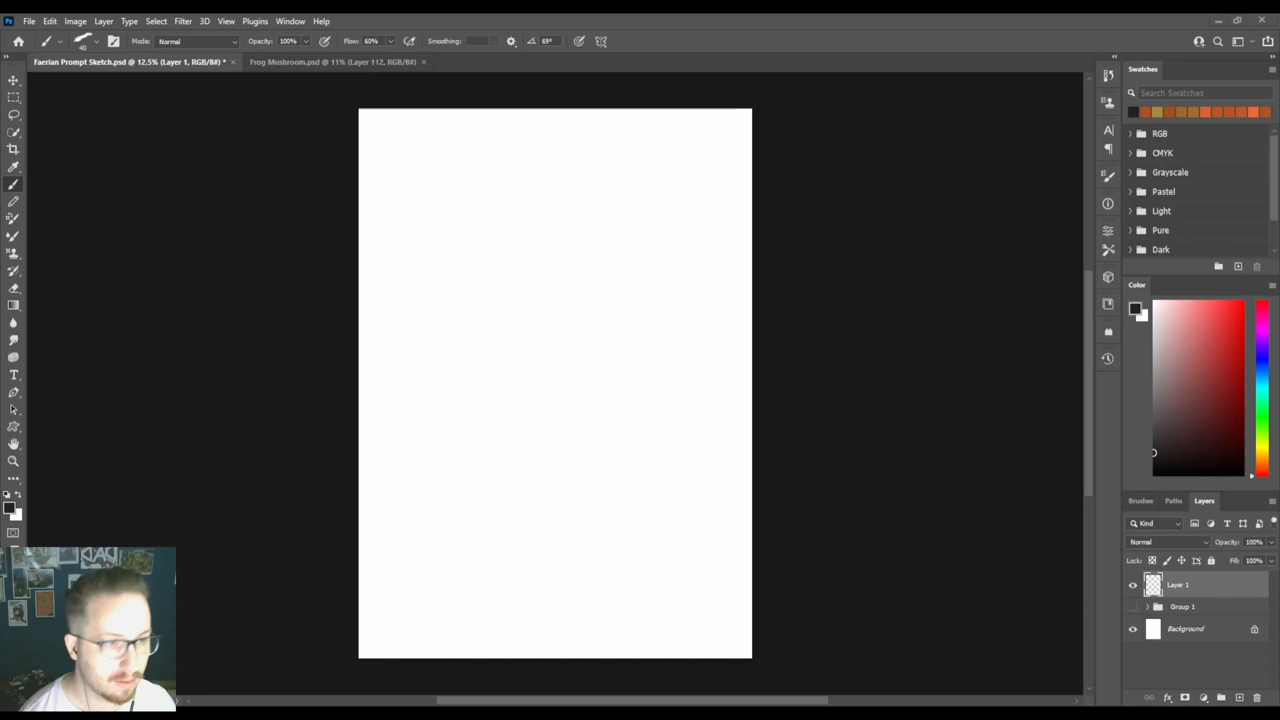 Ps File Edit Image Layer Type Select Filter 3D View Plugins Window Help
40 Mode: Normal Opacity: 100% Flow: 60% Smoothing: 69°
Faerian Prompt Sketch.psd @ 12.5% (Layer 1, RGB/8#) * × Frog Mushroom.psd @ 11% (Layer 112, RGB/8#) ×
Swatches
Search Swatches
RGB
CMYK
Grayscale
Pastel
Light
Pure
Dark
Color
Brushes Paths Layers
Kind
Normal Opacity: 100%
Lock: Fill: 100%
Layer 1
Group 1
Background